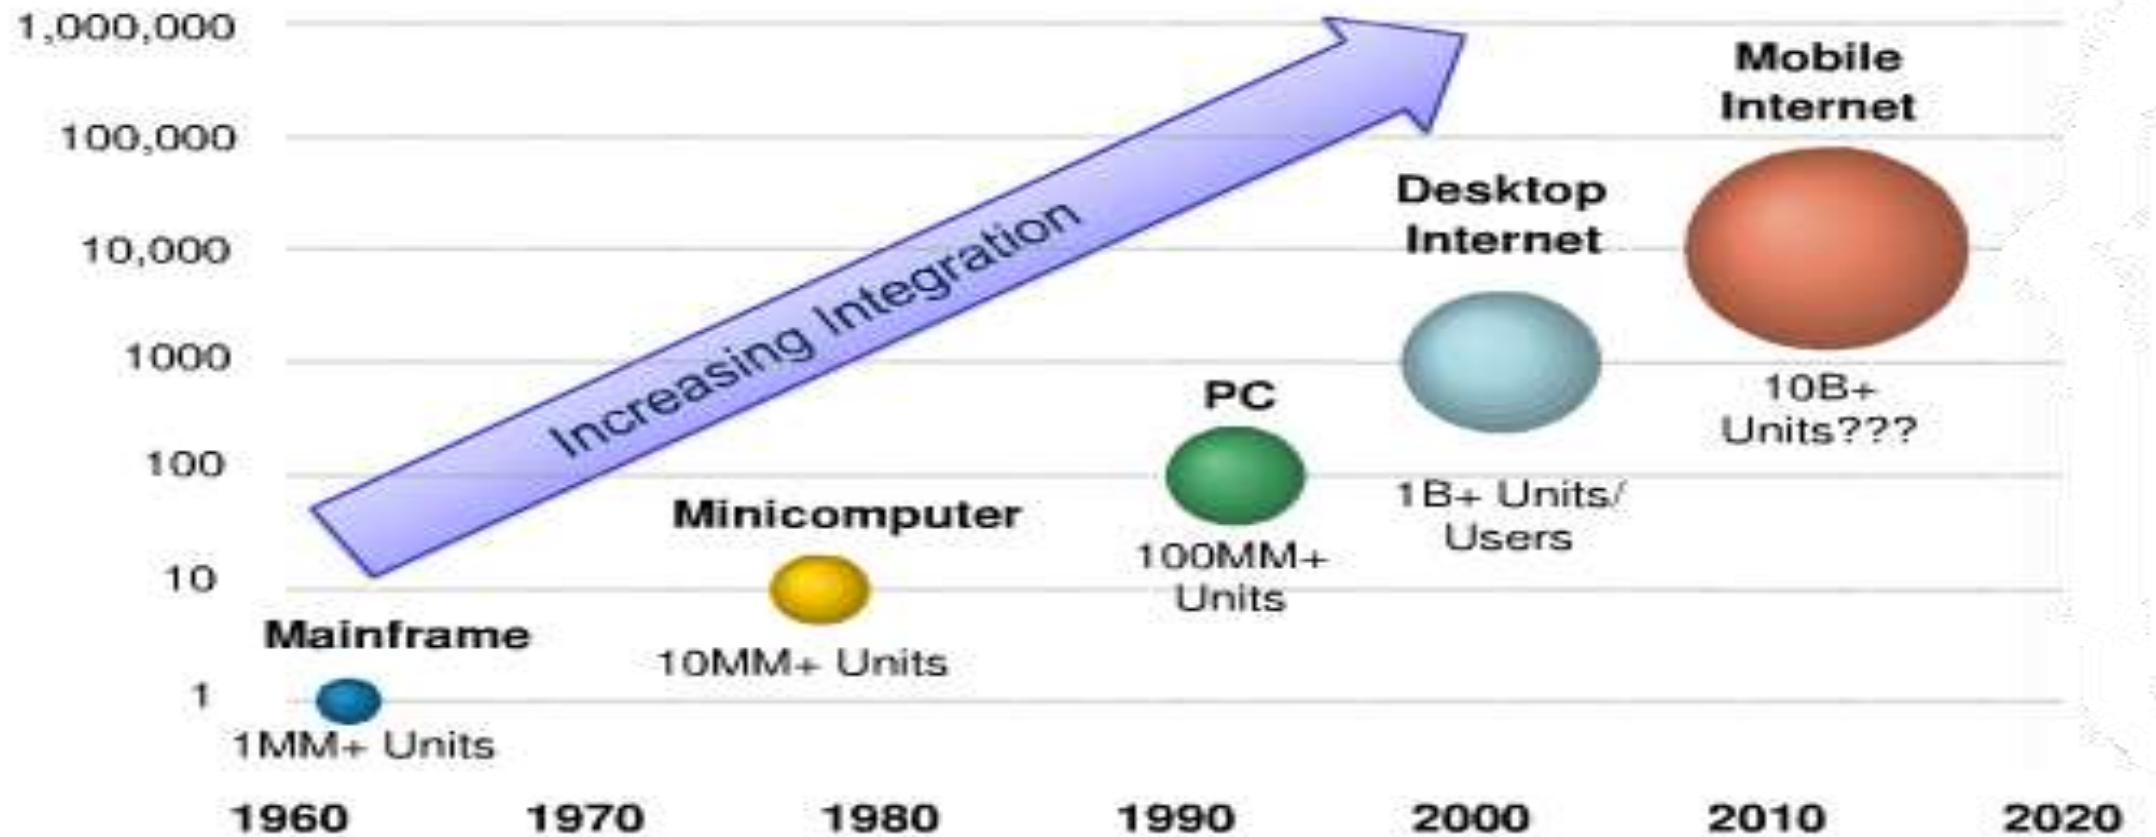 1,000,000
100,000
10,000
1000
100
10
1
Increasing Integration
Mainframe
1MM+ Units
Minicomputer
10MM+ Units
PC
100MM+
Units
Desktop
Internet
1B+ Units/
Users
Mobile
Internet
10B+
Units???
1960 1970 1980 1990 2000 2010 2020